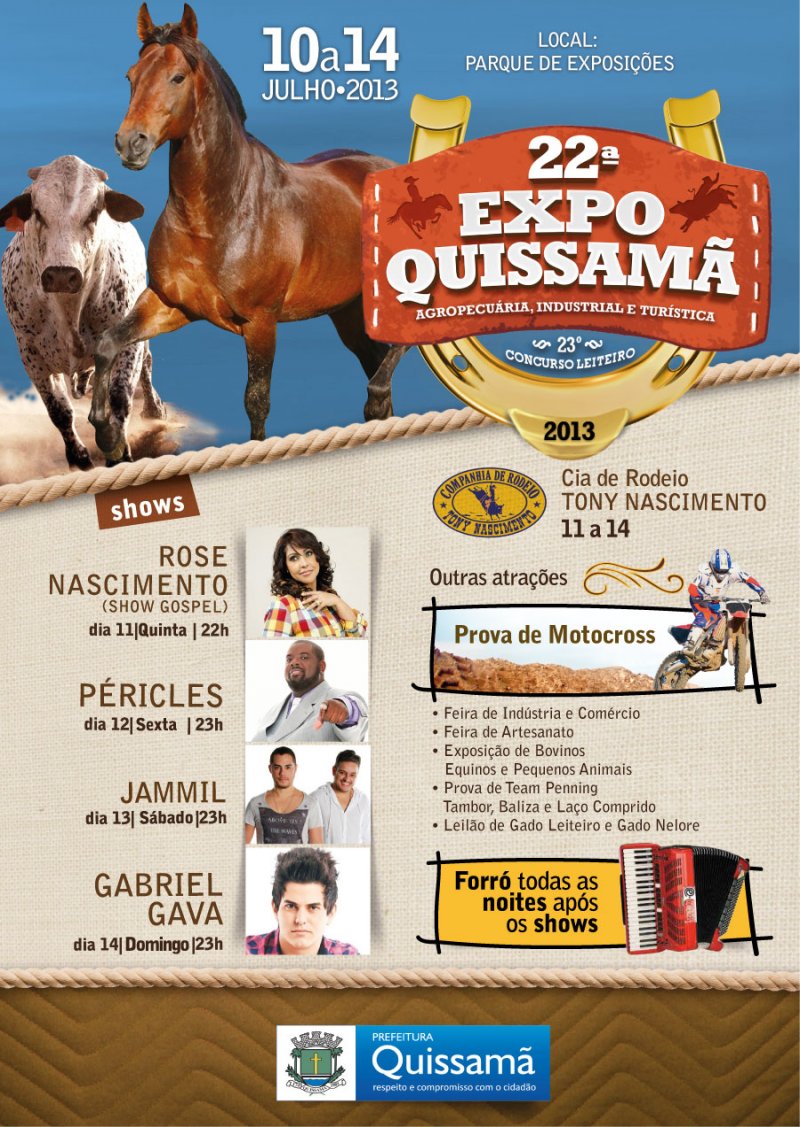 10a14
JULHO•2013
LOCAL:
PARQUE DE EXPOSIÇÕES
22ª
EXPO
QUISSAMÃ
AGROPECUÁRIA, INDUSTRIAL E TURÍSTICA
23º
CONCURSO LEITEIRO
2013
shows
ROSE
NASCIMENTO
(SHOW GOSPEL)
dia 11|Quinta | 22h
PÉRICLES
dia 12| Sexta | 23h
JAMMIL
dia 13| Sábado |23h
GABRIEL
GAVA
dia 14| Domingo |23h
COMPANHIA DE RODEIO
TONY NASCIMENTO
Cia de Rodeio
TONY NASCIMENTO
11 a 14
Outras atrações
Prova de Motocross
• Feira de Indústria e Comércio
• Feira de Artesanato
• Exposição de Bovinos
Equinos e Pequenos Animais
• Prova de Team Penning
Tambor, Baliza e Laço Comprido
• Leilão de Gado Leiteiro e Gado Nelore
Forró todas as
noites após
os shows
PREFEITURA
Quissamã
respeito e compromisso com o cidadão